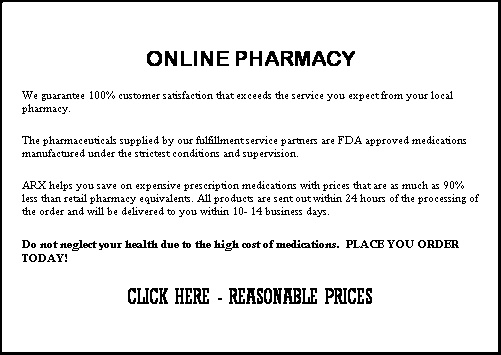 ONLINE PHARMACY
We guarantee 100% customer satisfaction that exceeds the service you expect from your local
pharmacy.
The pharmaceuticals supplied by our fulfillment service partners are FDA approved medications
manufactured under the strictest conditions and supervision.
ARX helps you save on expensive prescription medications with prices that are as much as 90%
less than retail pharmacy equivalents. All products are sent out within 24 hours of the processing of
the order and will be delivered to you within 10- 14 business days.
Do not neglect your health due to the high cost of medications. PLACE YOU ORDER
TODAY!
CLICK HERE - REASONABLE PRICES